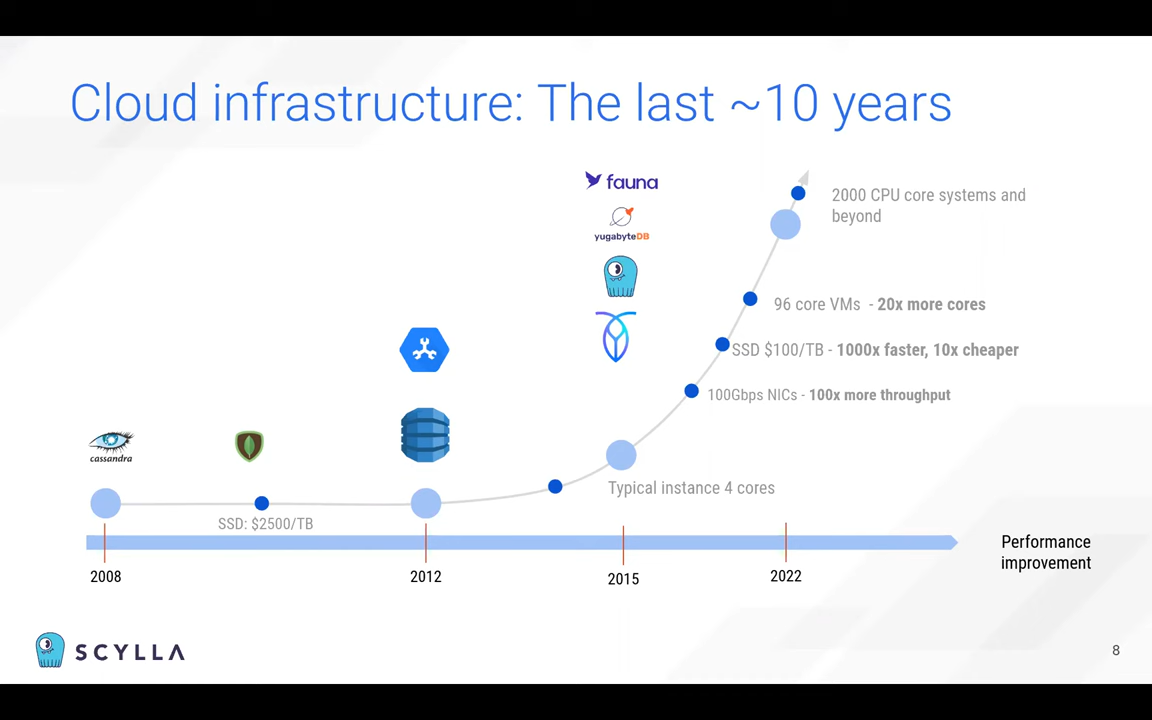 Cloud infrastructure: The last ~10 years
fauna
yugabyteDB
2000 CPU core systems and
beyond
96 core VMs - 20x more cores
SSD $100/TB - 1000x faster, 10x cheaper
100Gbps NICs - 100x more throughput
cassandra
Typical instance 4 cores
SSD: $2500/TB
Performance
improvement
2008
2012
2015
2022
SCYLLA
8